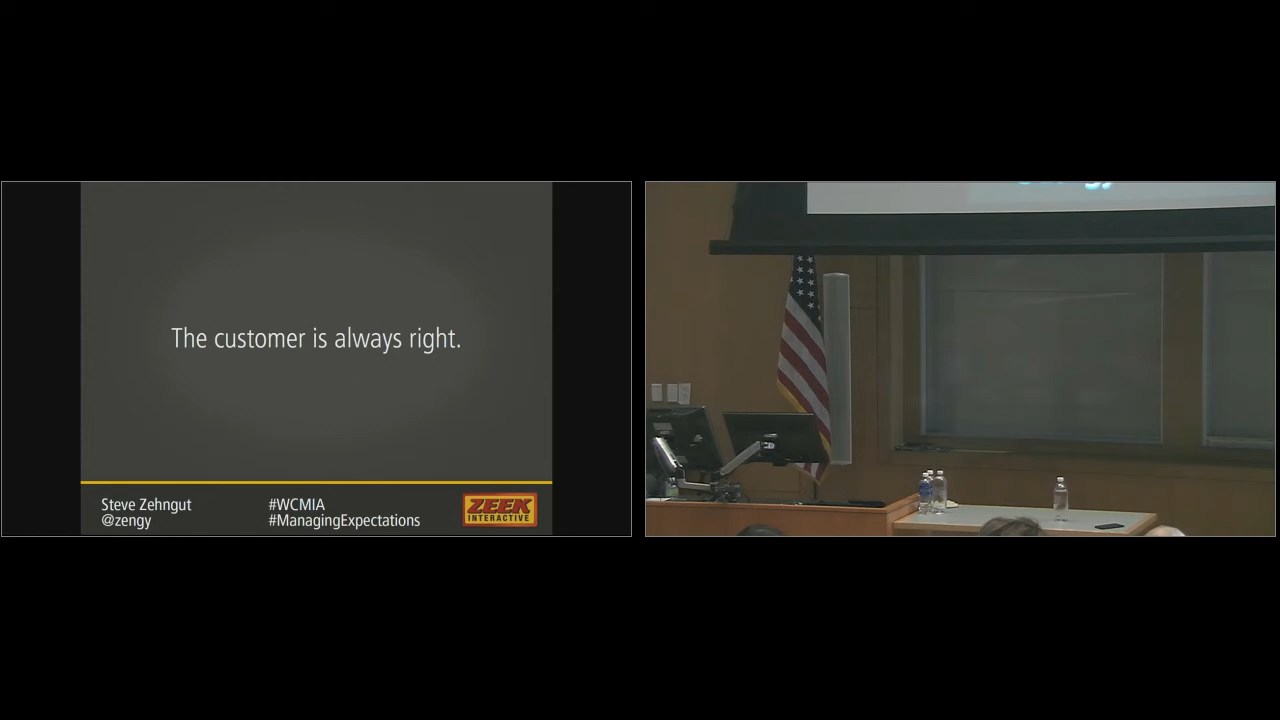 The customer is always right.
Steve Zehngut
@zengy
#WCMIA
#ManagingExpectations
ZEEK
INTERACTIVE